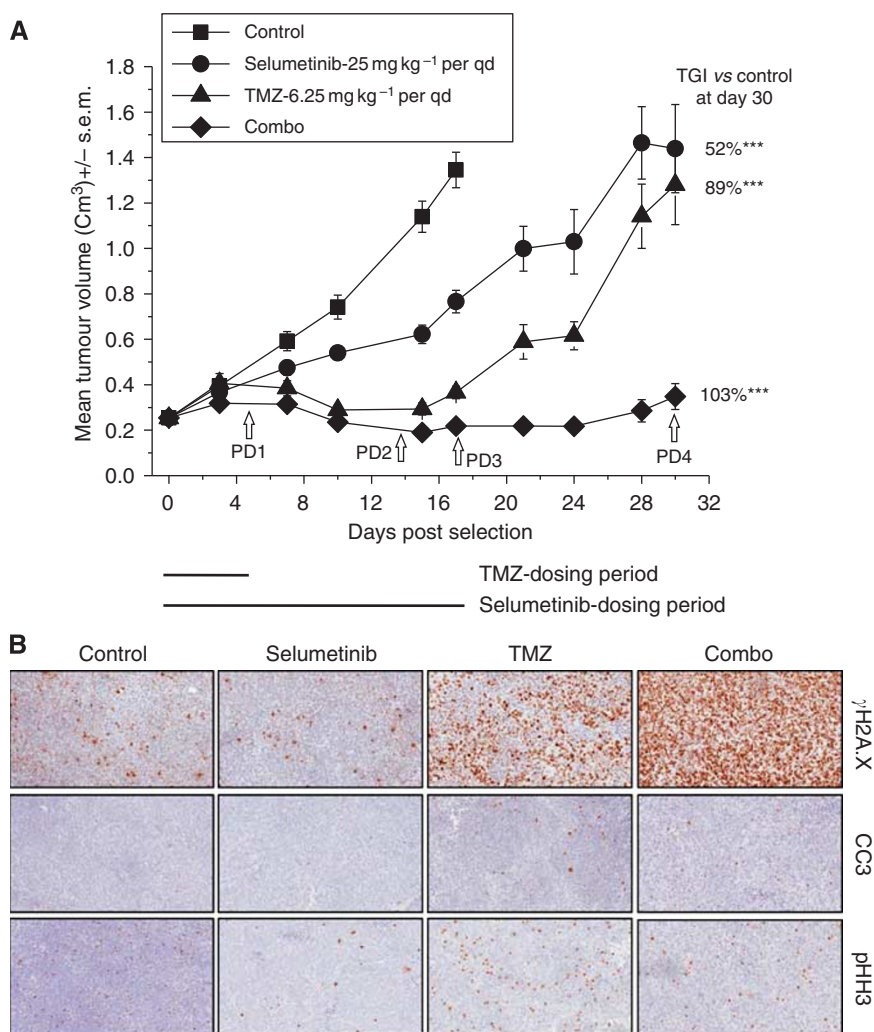 A
Control
Selumetinib-25 mg kg⁻¹ per qd
TMZ-6.25 mg kg⁻¹ per qd
Combo
TGI vs control
at day 30
Mean tumour volume (Cm³)+/− s.e.m.
1.8
1.6
1.4
1.2
1.0
0.8
0.6
0.4
0.2
0.0
52%***
89%***
103%***
PD1
PD2
PD3
PD4
0
4
8
12
16
20
24
28
32
Days post selection
TMZ-dosing period
Selumetinib-dosing period
B
Control
Selumetinib
TMZ
Combo
γH2A.X
CC3
pHH3